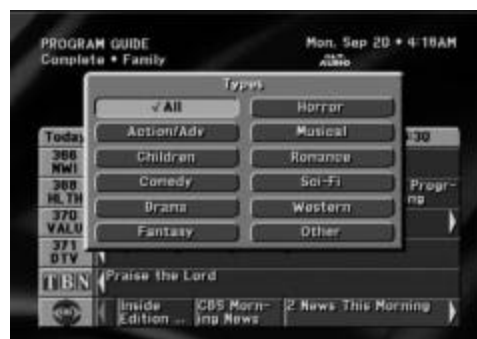 PROGRAM GUIDE
Mon. Sep 20 • 4:18AM
Complete • Family
Types
√ All
Horror
Action/Adv
Musical
Children
Romance
Comedy
Sci-Fi
Drama
Western
Fantasy
Other
Today
:30
366
NWI
368
HLTH
Progr-
370
VALU
371
DTV
TBN
Praise the Lord
Inside
Edition ...
CBS Morn-
ing News
2 News This Morning